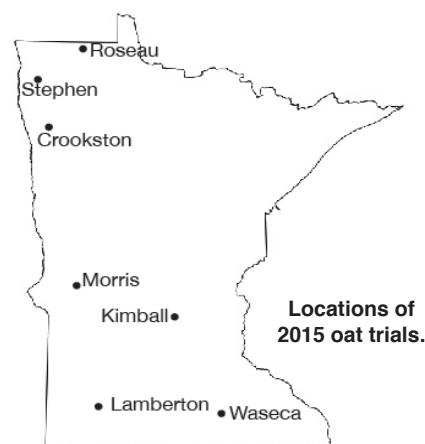 Roseau
Stephen
Crookston
Morris
Kimball
Locations of
2015 oat trials.
Lamberton
Waseca